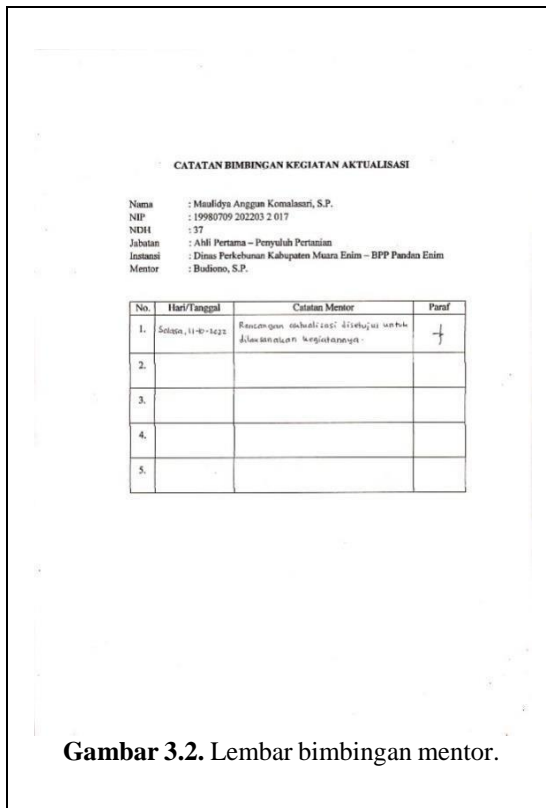 CATATAN BIMBINGAN KEGIATAN AKTUALISASI
Nama : Maulidya Anggun Komalasari, S.P.
NIP : 19980709 202203 2 017
NDH : 37
Jabatan : Ahli Pertama – Penyuluh Pertanian
Instansi : Dinas Perkebunan Kabupaten Muara Enim – BPP Pandan Enim
Mentor : Budiono, S.P.
No. Hari/Tanggal Catatan Mentor Paraf
1. Selasa, 11-10-2022 Rancangan aktualisasi disetujui untuk
dilaksanakan kegiatannya.
2.
3.
4.
5.
Gambar 3.2. Lembar bimbingan mentor.